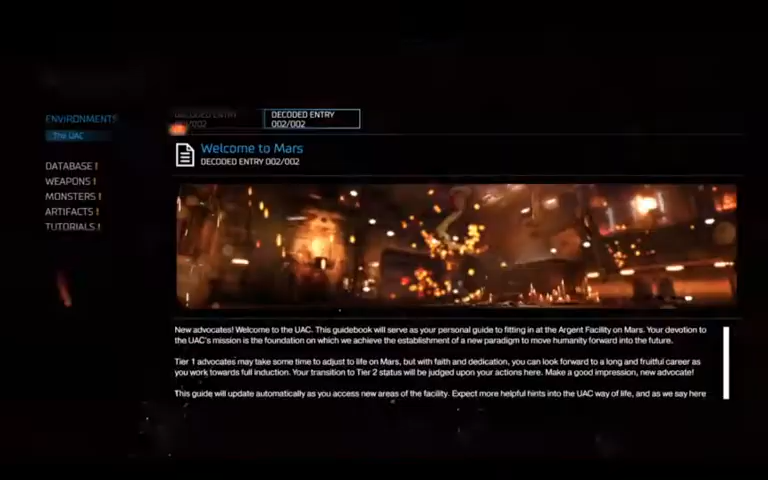 ENVIRONMENTS
The UAC
DATABASE !
WEAPONS !
MONSTERS !
ARTIFACTS !
TUTORIALS !
DECODED ENTRY
001/002
DECODED ENTRY
002/002
Welcome to Mars
DECODED ENTRY 002/002
New advocates! Welcome to the UAC. This guidebook will serve as your personal guide to fitting in at the Argent Facility on Mars. Your devotion to
the UAC's mission is the foundation on which we achieve the establishment of a new paradigm to move humanity forward into the future.
Tier 1 advocates may take some time to adjust to life on Mars, but with faith and dedication, you can look forward to a long and fruitful career as
you work towards full induction. Your transition to Tier 2 status will be judged upon your actions here. Make a good impression, new advocate!
This guide will update automatically as you access new areas of the facility. Expect more helpful hints into the UAC way of life, and as we say here